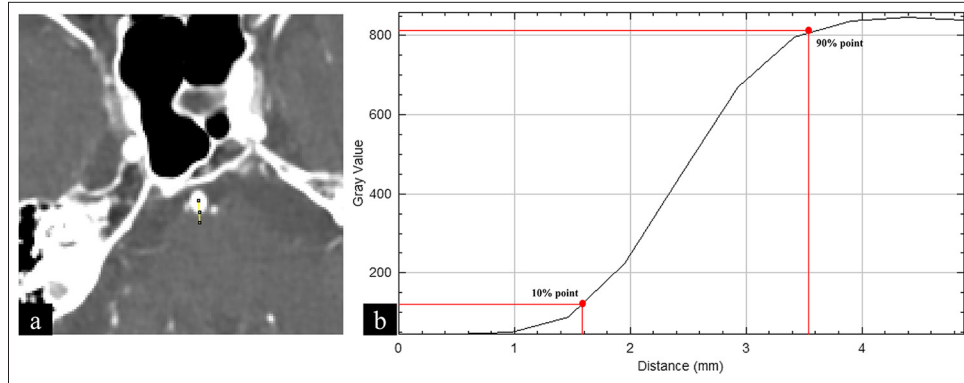 a
b
Gray Value
800
600
400
200
90% point
10% point
0
1
2
3
4
Distance (mm)